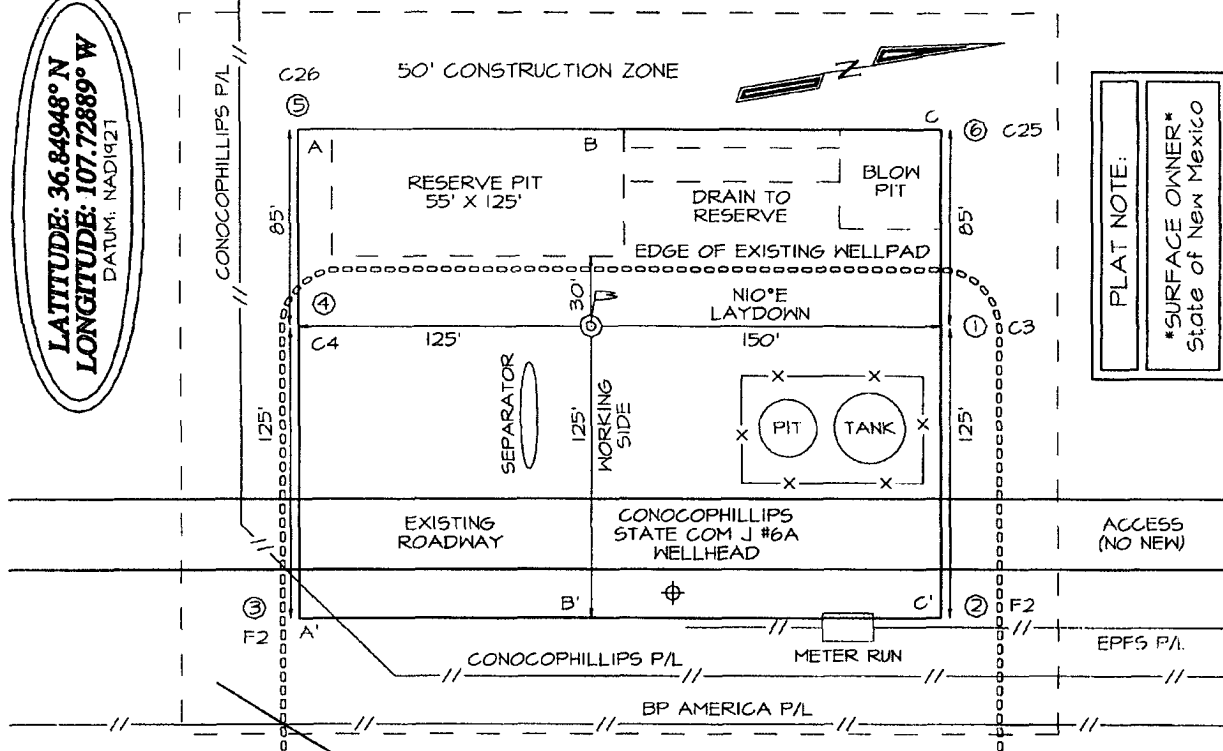 LATITUDE: 36.84948° N
LONGITUDE: 107.72889° W
DATUM: NAD1927
CONOCOPHILLIPS P/L
50' CONSTRUCTION ZONE
N
C26
5
A
B
C
6
C25
RESERVE PIT
55' X 125'
DRAIN TO
RESERVE
BLOW
PIT
85'
85'
EDGE OF EXISTING WELLPAD
4
30'
N10°E
LAYDOWN
C4
125'
150'
1
C3
PLAT NOTE:
*SURFACE OWNER*
State of New Mexico
125'
SEPARATOR
125'
WORKING
SIDE
PIT
TANK
125'
EXISTING
ROADWAY
CONOCOPHILLIPS
STATE COM J #6A
WELLHEAD
ACCESS
(NO NEW)
3
F2
A'
B'
C'
2
F2
CONOCOPHILLIPS P/L
METER RUN
EPFS P/L
BP AMERICA P/L